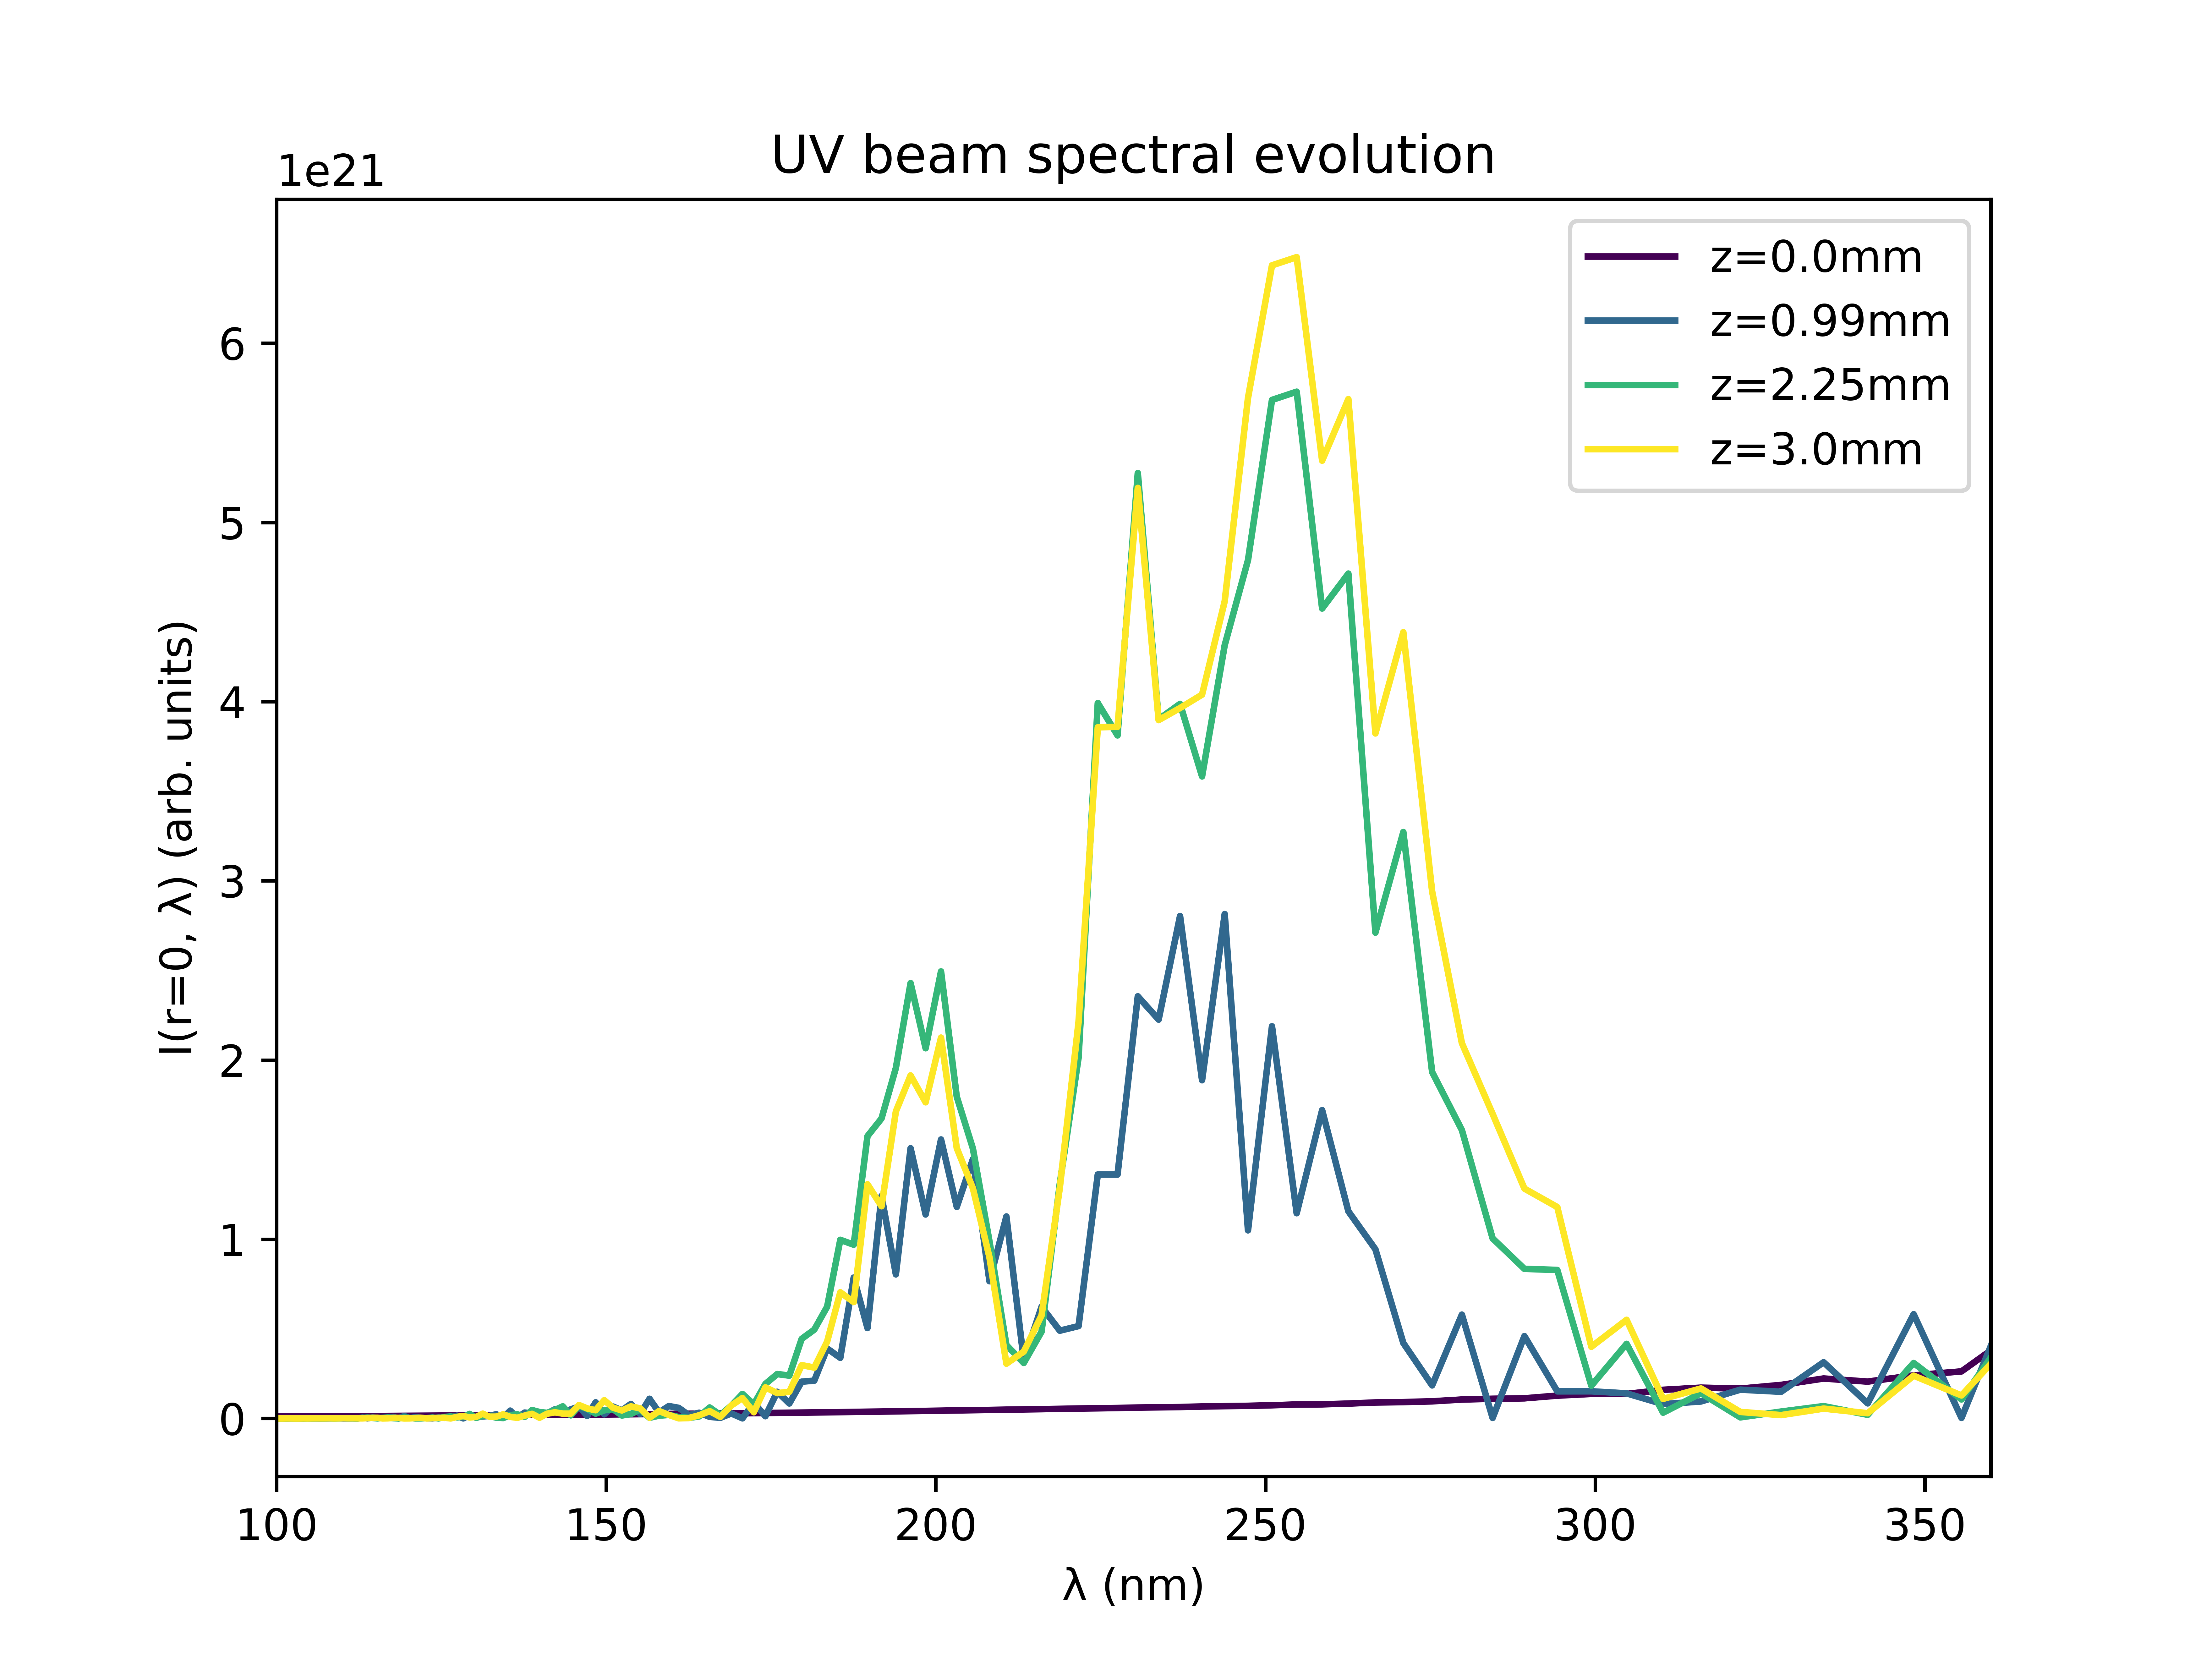 UV beam spectral evolution
1e21
z=0.0mm
z=0.99mm
z=2.25mm
z=3.0mm
6
5
4
3
2
1
0
I(r=0, λ) (arb. units)
100 150 200 250 300 350
λ (nm)